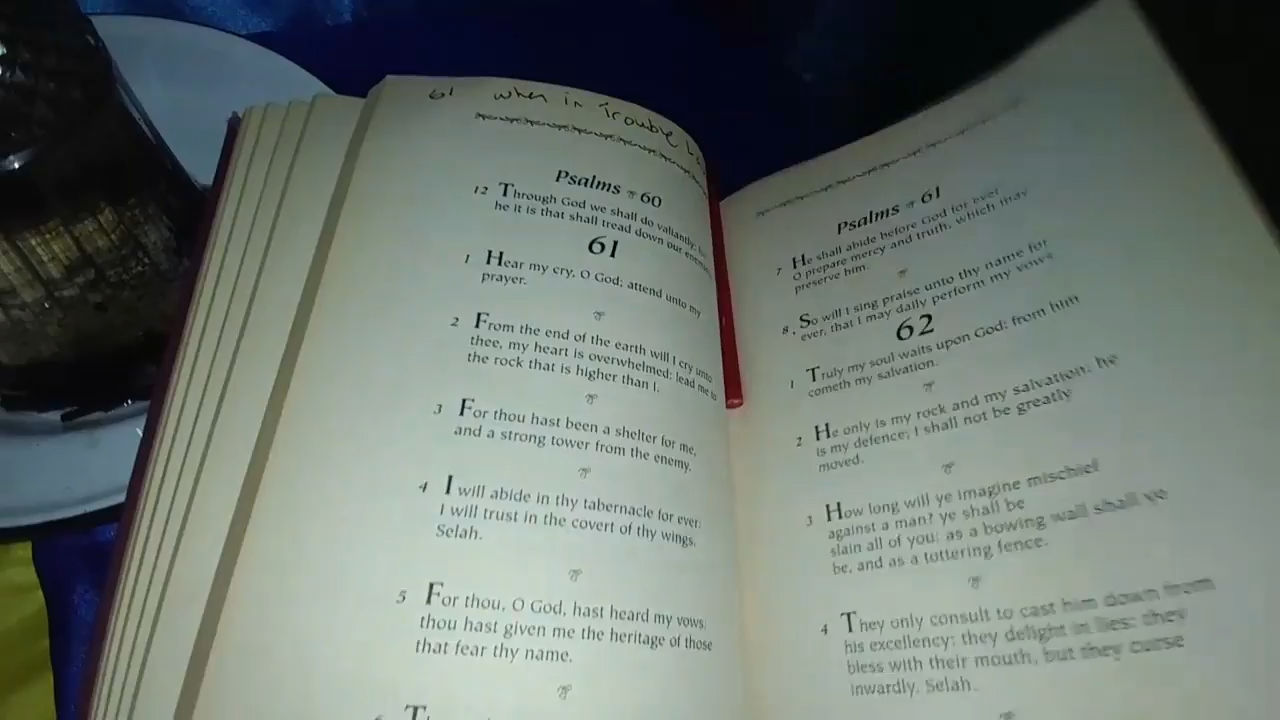 61 when in Trouble
Psalms 60
12 Through God we shall do valiantly:
he it is that shall tread down our enemies.
61
1 Hear my cry, O God; attend unto my
prayer.
2 From the end of the earth will I cry unto
thee, my heart is overwhelmed: lead me to
the rock that is higher than I.
3 For thou hast been a shelter for me,
and a strong tower from the enemy.
4 I will abide in thy tabernacle for ever:
I will trust in the covert of thy wings.
Selah.
5 For thou, O God, hast heard my vows:
thou hast given me the heritage of those
that fear thy name.
Psalms 61
7 He shall abide before God for ever
O prepare mercy and truth, which may
preserve him.
8. So will I sing praise unto thy name for
ever, that I may daily perform my vows
62
1 Truly my soul waits upon God: from him
cometh my salvation.
2 He only is my rock and my salvation: he
is my defence; I shall not be greatly
moved.
3 How long will ye imagine mischief
against a man? ye shall be
slain all of you: as a bowing wall shall ye
be, and as a tottering fence.
4 They only consult to cast him down from
his excellency: they delight in lies: they
bless with their mouth, but they curse
inwardly. Selah.